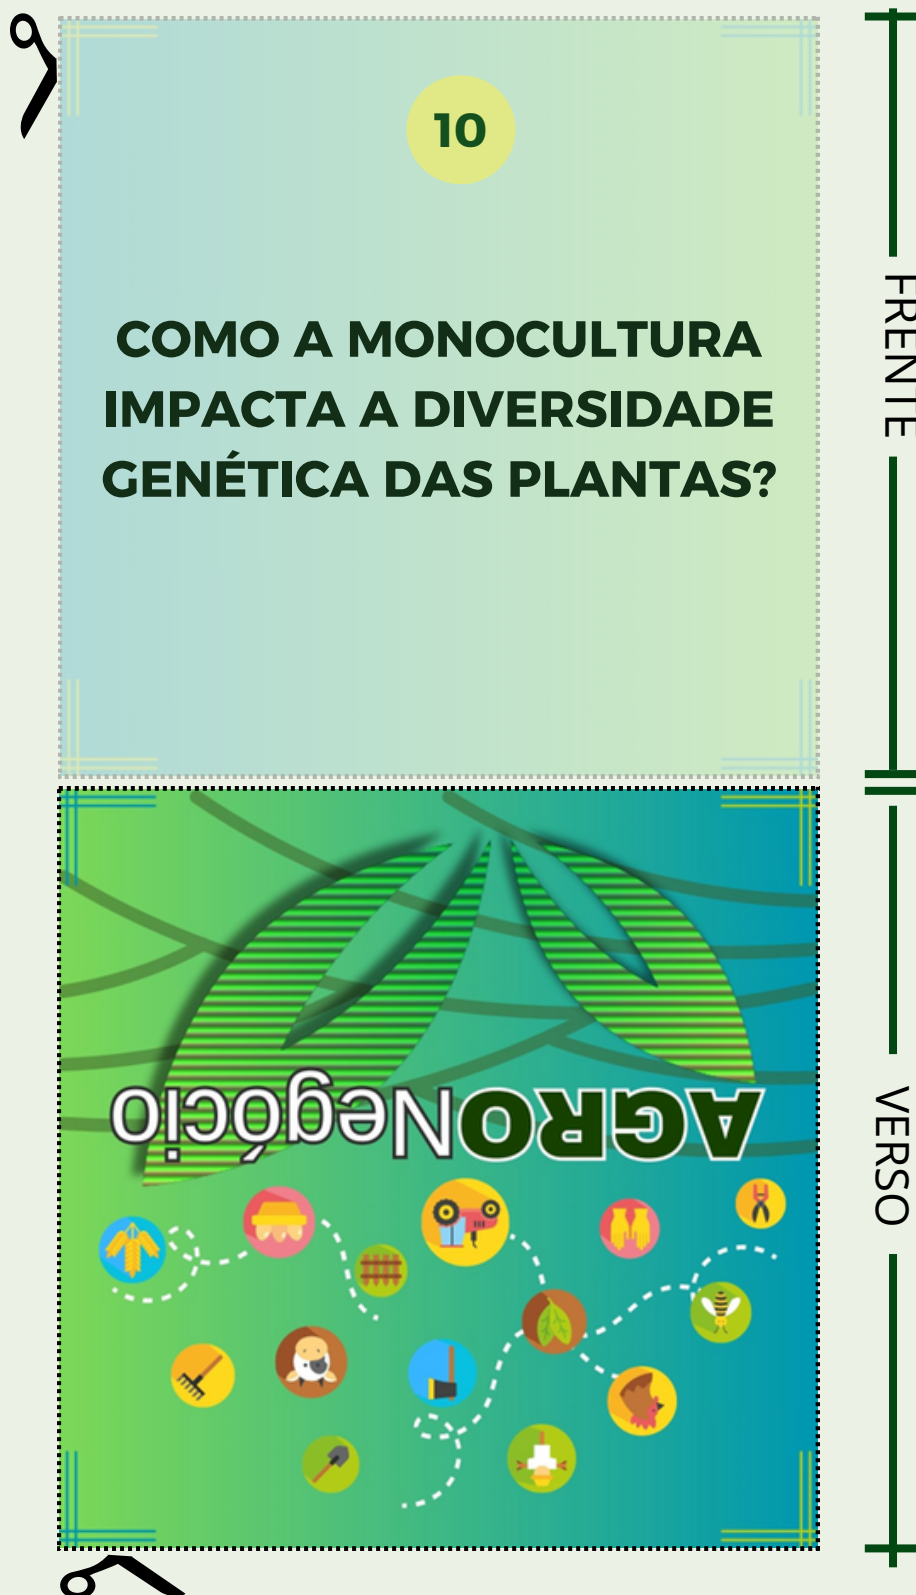 10
COMO A MONOCULTURA
IMPACTA A DIVERSIDADE
GENÉTICA DAS PLANTAS?
FRENTE
AGRONegócio
VERSO